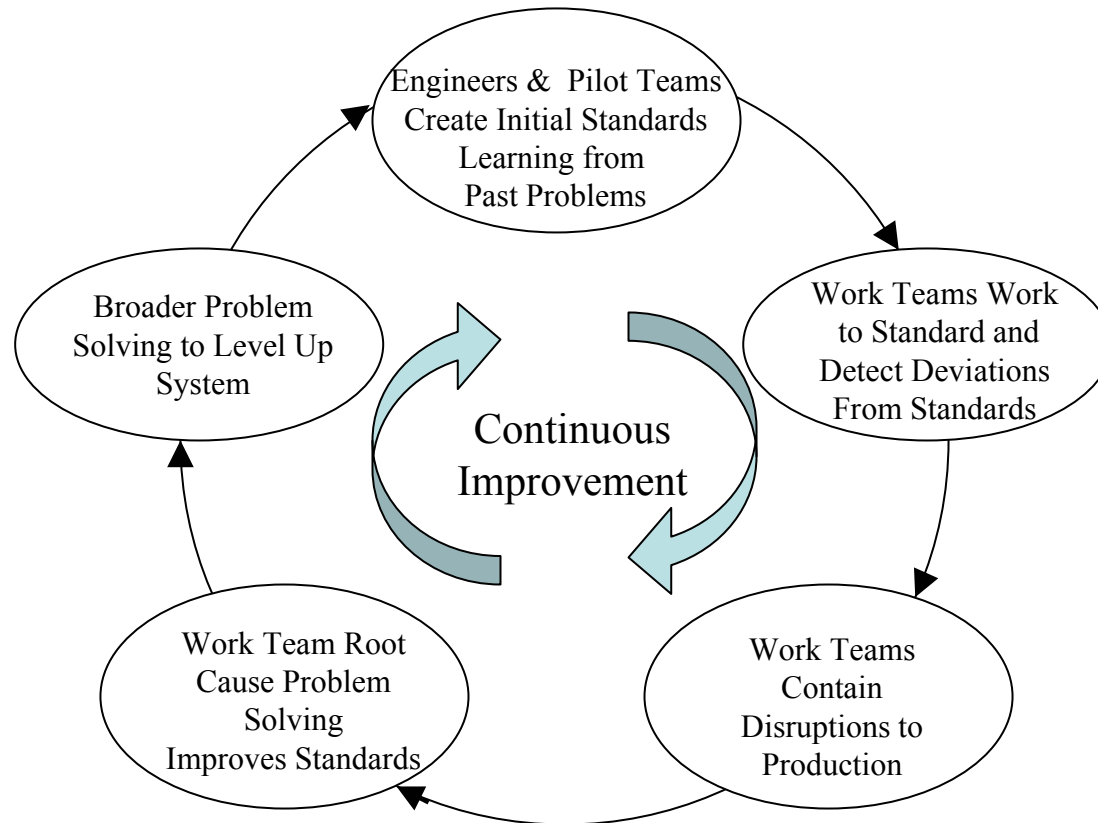 Engineers & Pilot Teams
Create Initial Standards
Learning from
Past Problems
Work Teams Work
to Standard and
Detect Deviations
From Standards
Work Teams
Contain
Disruptions to
Production
Work Team Root
Cause Problem
Solving
Improves Standards
Broader Problem
Solving to Level Up
System
Continuous
Improvement